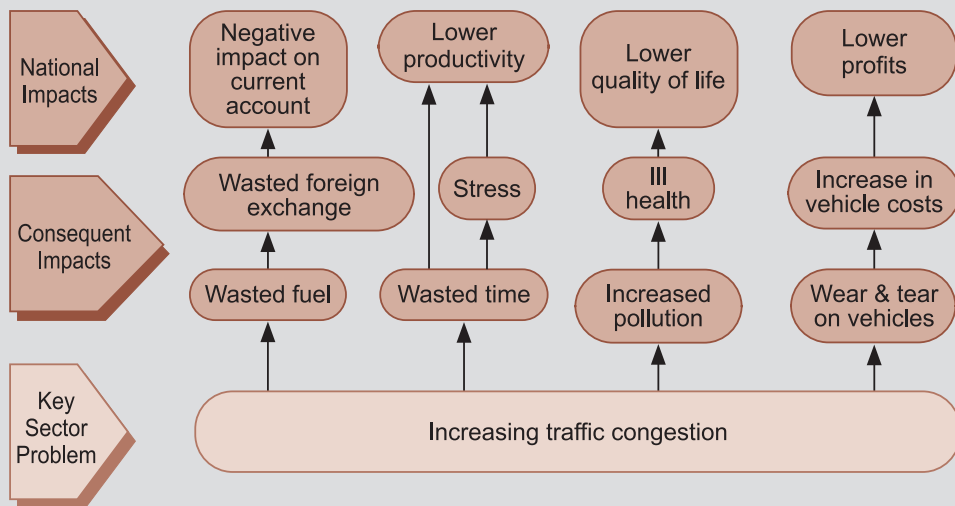 National
Impacts
Negative
impact on
current
account
Lower
productivity
Lower
quality of life
Lower
profits
Consequent
Impacts
Wasted foreign
exchange
Stress
Ill
health
Increase in
vehicle costs
Wasted fuel
Wasted time
Increased
pollution
Wear & tear
on vehicles
Key
Sector
Problem
Increasing traffic congestion